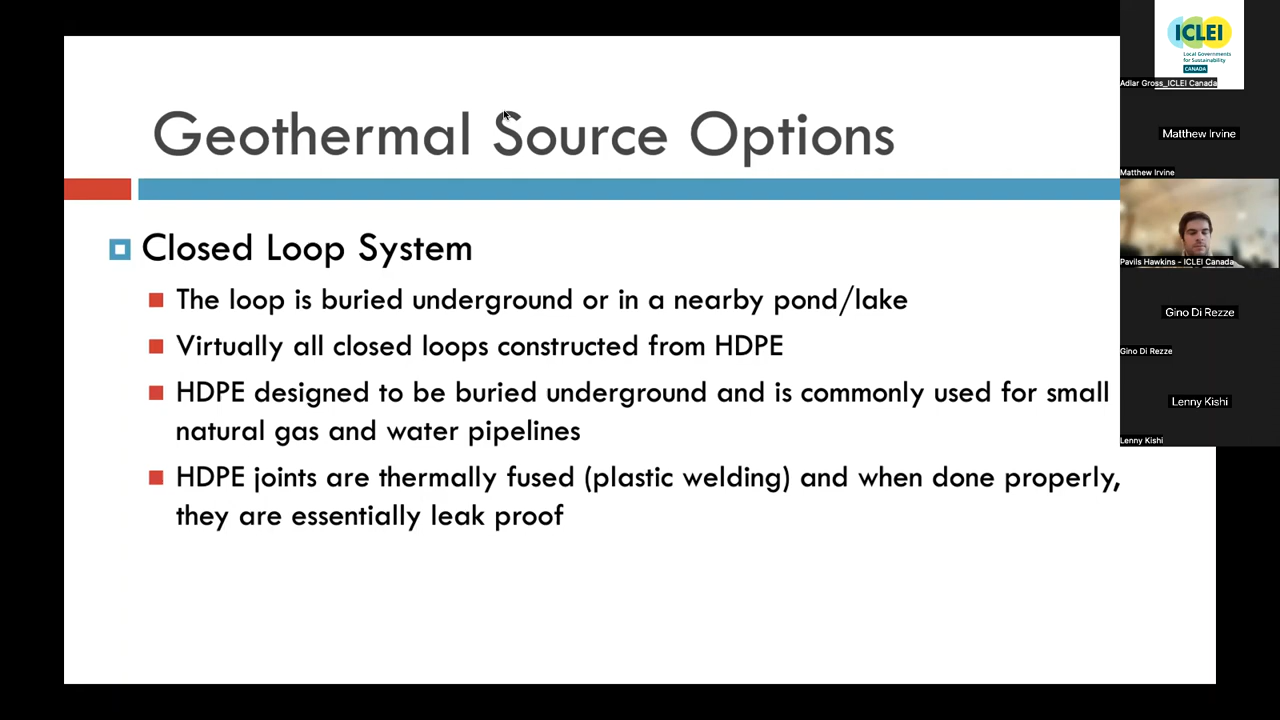 Geothermal Source Options
Closed Loop System
The loop is buried underground or in a nearby pond/lake
Virtually all closed loops constructed from HDPE
HDPE designed to be buried underground and is commonly used for small
natural gas and water pipelines
HDPE joints are thermally fused (plastic welding) and when done properly,
they are essentially leak proof
ICLEI
Local Governments
for Sustainability
CANADA
Adlar Gross_ICLEI Canada
Matthew Irvine
Matthew Irvine
Pavils Hawkins - ICLEI Canada
Gino Di Rezze
Gino Di Rezze
Lenny Kishi
Lenny Kishi